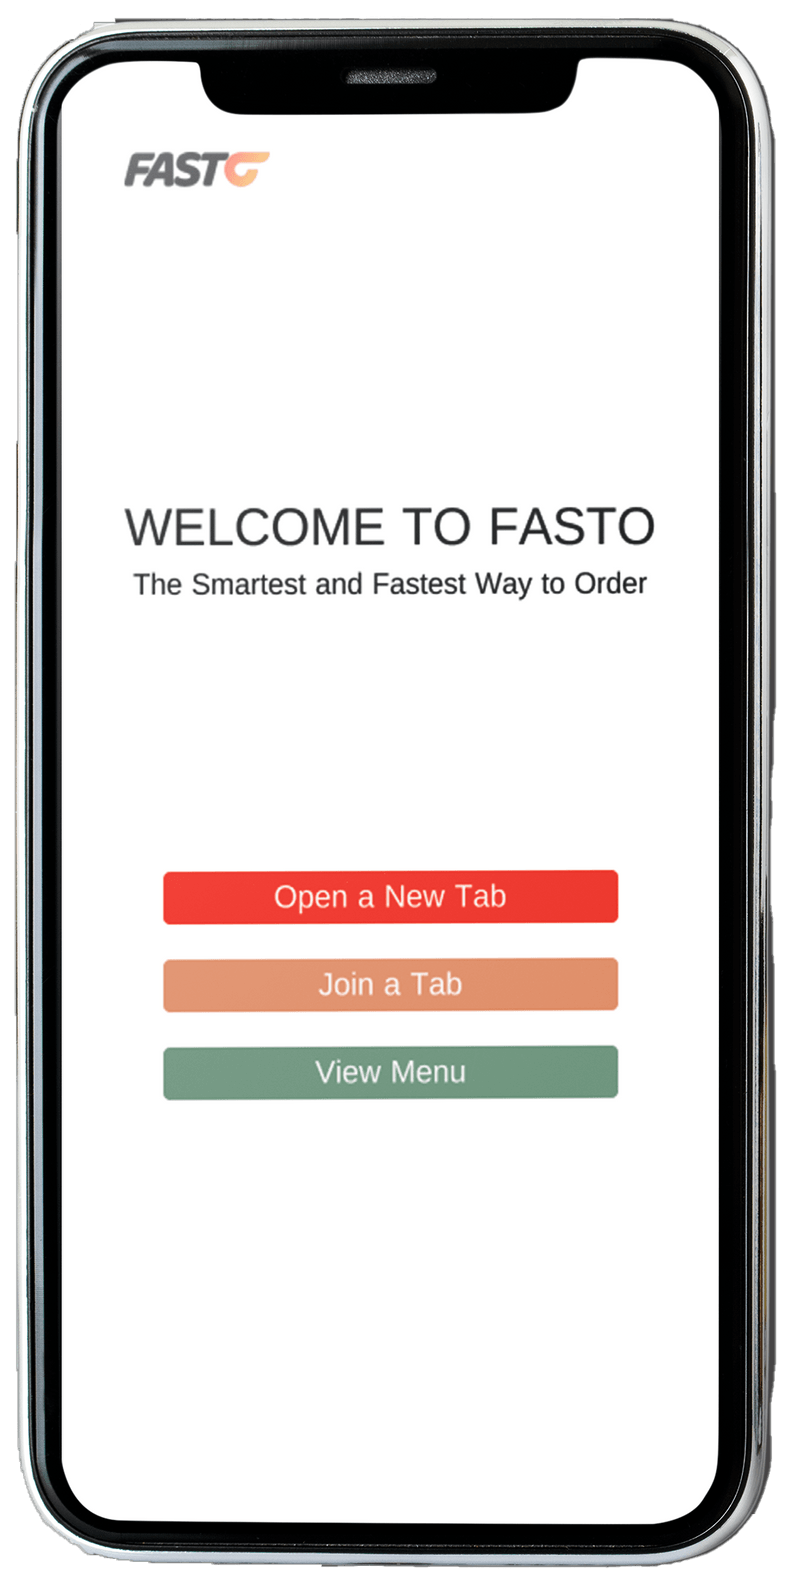 FASTO
WELCOME TO FASTO
The Smartest and Fastest Way to Order
Open a New Tab
Join a Tab
View Menu